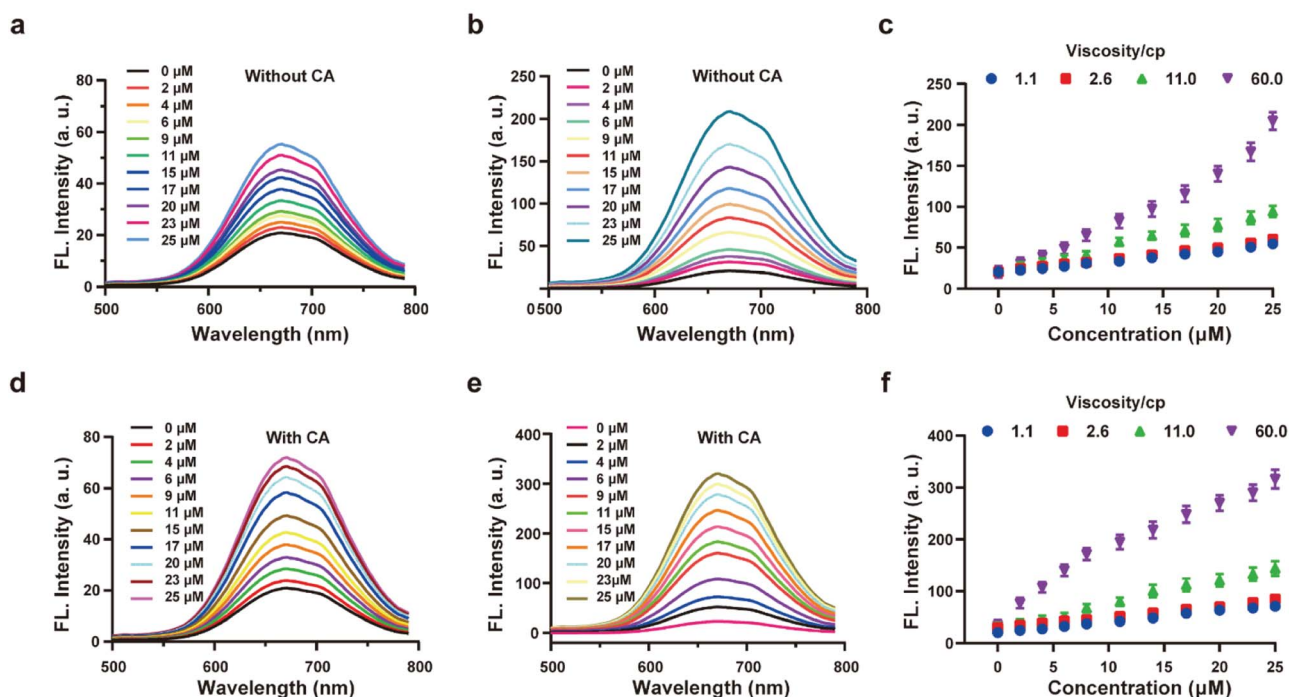 a
Without CA
0 μM
2 μM
4 μM
6 μM
9 μM
11 μM
15 μM
17 μM
20 μM
23 μM
25 μM
FL. Intensity (a. u.)
80
60
40
20
0
500 600 700 800
Wavelength (nm)
b
Without CA
0 μM
2 μM
4 μM
6 μM
9 μM
11 μM
15 μM
17 μM
20 μM
23 μM
25 μM
FL. Intensity (a. u.)
250
200
150
100
50
0500 600 700 800
Wavelength (nm)
c
Viscosity/cp
1.1 2.6 11.0 60.0
FL. Intensity (a. u.)
250
200
150
100
50
0
0 5 10 15 20 25
Concentration (μM)
d
With CA
0 μM
2 μM
4 μM
6 μM
9 μM
11 μM
15 μM
17 μM
20 μM
23 μM
25 μM
FL. Intensity (a. u.)
80
60
40
20
0
500 600 700 800
Wavelength (nm)
e
With CA
0 μM
2 μM
4 μM
6 μM
9 μM
11 μM
15 μM
17 μM
20 μM
23μM
25 μM
FL. Intensity (a. u.)
400
300
200
100
0
500 600 700 800
Wavelength (nm)
f
Viscosity/cp
1.1 2.6 11.0 60.0
FL. Intensity (a. u.)
400
300
200
100
0
0 5 10 15 20 25
Concentration (μM)